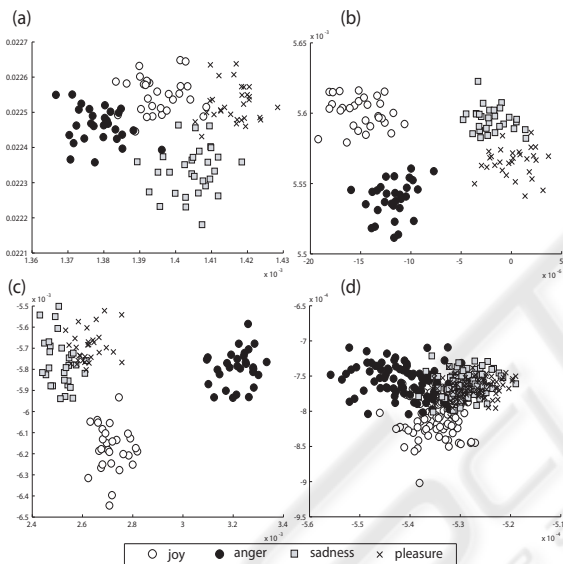 (a)
(b)
0.0228
0.0227
0.0226
0.0225
0.0224
0.0223
0.0222
0.0221
1.36 1.37 1.38 1.39 1.4 1.41 1.42 1.43
x 10⁻³
x 10⁻³
5.65
5.6
5.55
5.5
-20 -15 -10 -5 0 5
x 10⁻⁶
(c)
(d)
x 10⁻³
-5.5
-5.6
-5.7
-5.8
-5.9
-6
-6.1
-6.2
-6.3
-6.4
-6.5
2.4 2.6 2.8 3 3.2 3.4
x 10⁻³
x 10⁻⁴
-6.5
-7
-7.5
-8
-8.5
-9
-9.5
-5.6 -5.5 -5.4 -5.3 -5.2 -5.1
x 10⁻⁴
joy anger sadness pleasure